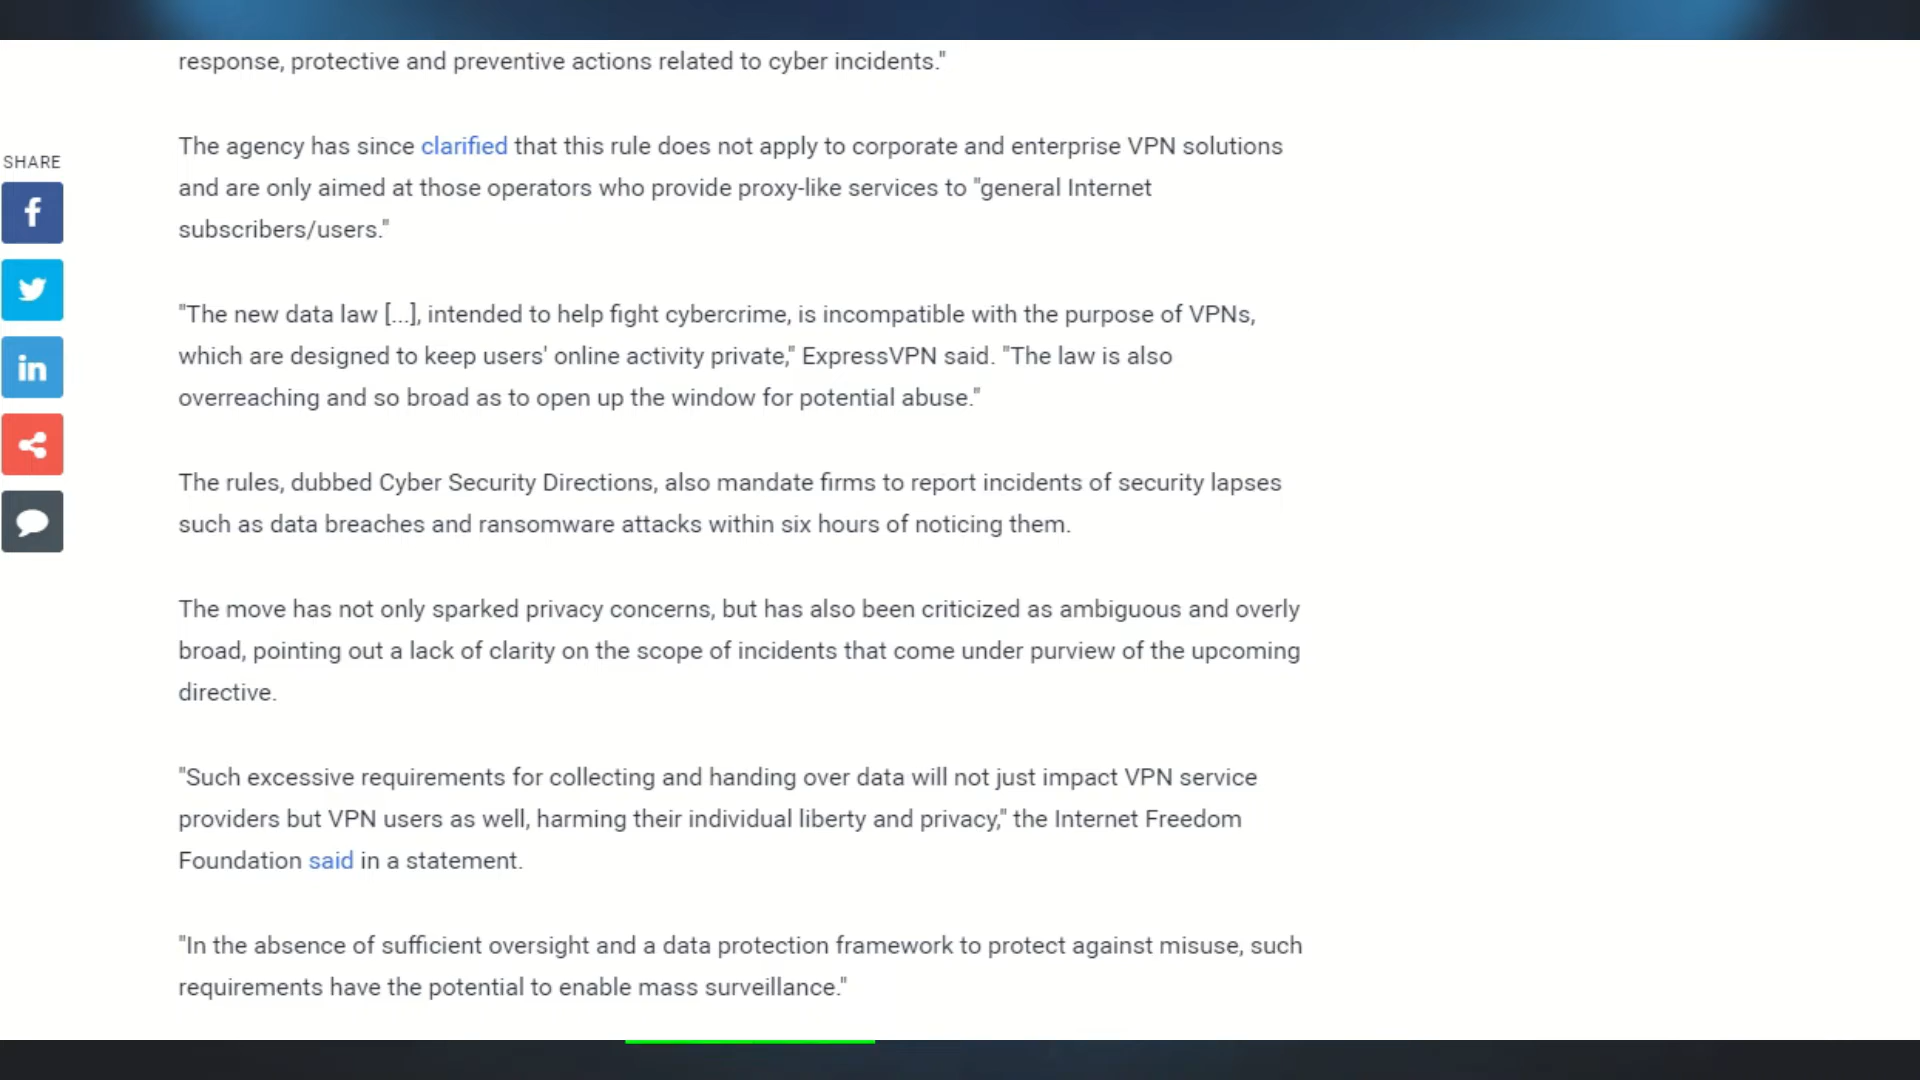 response, protective and preventive actions related to cyber incidents."
SHARE
The agency has since clarified that this rule does not apply to corporate and enterprise VPN solutions
and are only aimed at those operators who provide proxy-like services to "general Internet
subscribers/users."
"The new data law [...], intended to help fight cybercrime, is incompatible with the purpose of VPNs,
which are designed to keep users' online activity private," ExpressVPN said. "The law is also
overreaching and so broad as to open up the window for potential abuse."
The rules, dubbed Cyber Security Directions, also mandate firms to report incidents of security lapses
such as data breaches and ransomware attacks within six hours of noticing them.
The move has not only sparked privacy concerns, but has also been criticized as ambiguous and overly
broad, pointing out a lack of clarity on the scope of incidents that come under purview of the upcoming
directive.
"Such excessive requirements for collecting and handing over data will not just impact VPN service
providers but VPN users as well, harming their individual liberty and privacy," the Internet Freedom
Foundation said in a statement.
"In the absence of sufficient oversight and a data protection framework to protect against misuse, such
requirements have the potential to enable mass surveillance."